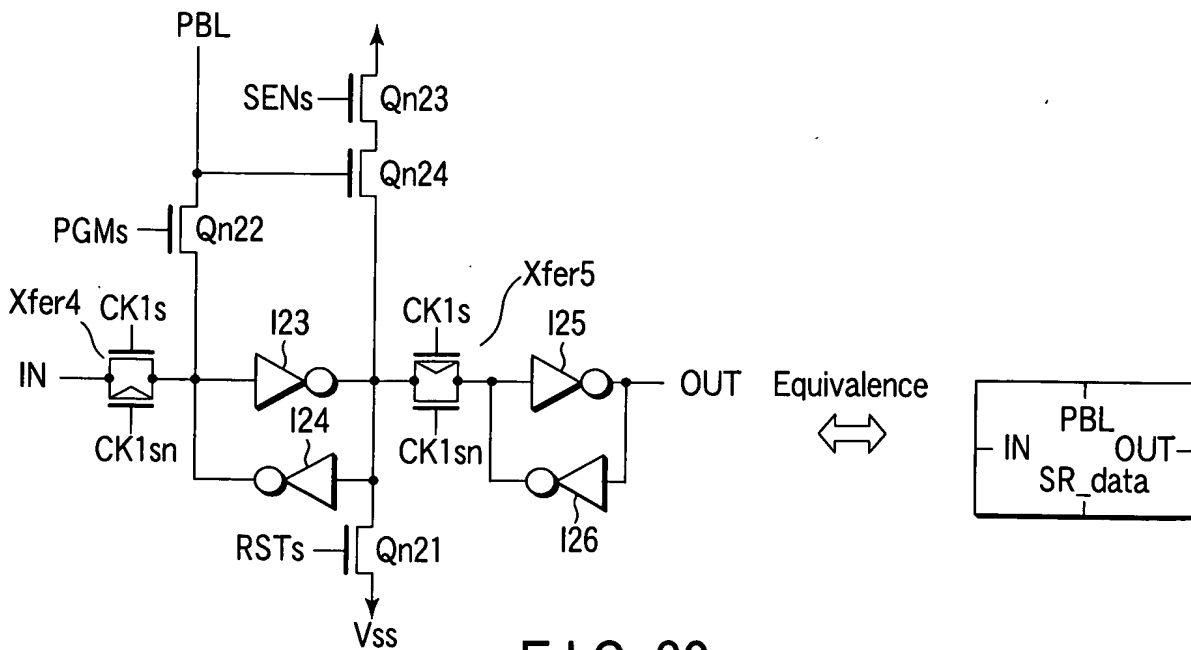 PBL
SENs
Qn23
Qn24
PGMs
Qn22
Xfer4
CK1s
I23
CK1s
Xfer5
I25
IN
OUT
Equivalence
PBL
IN
OUT
SR_data
CK1sn
I24
CK1sn
I26
RSTs
Qn21
Vss